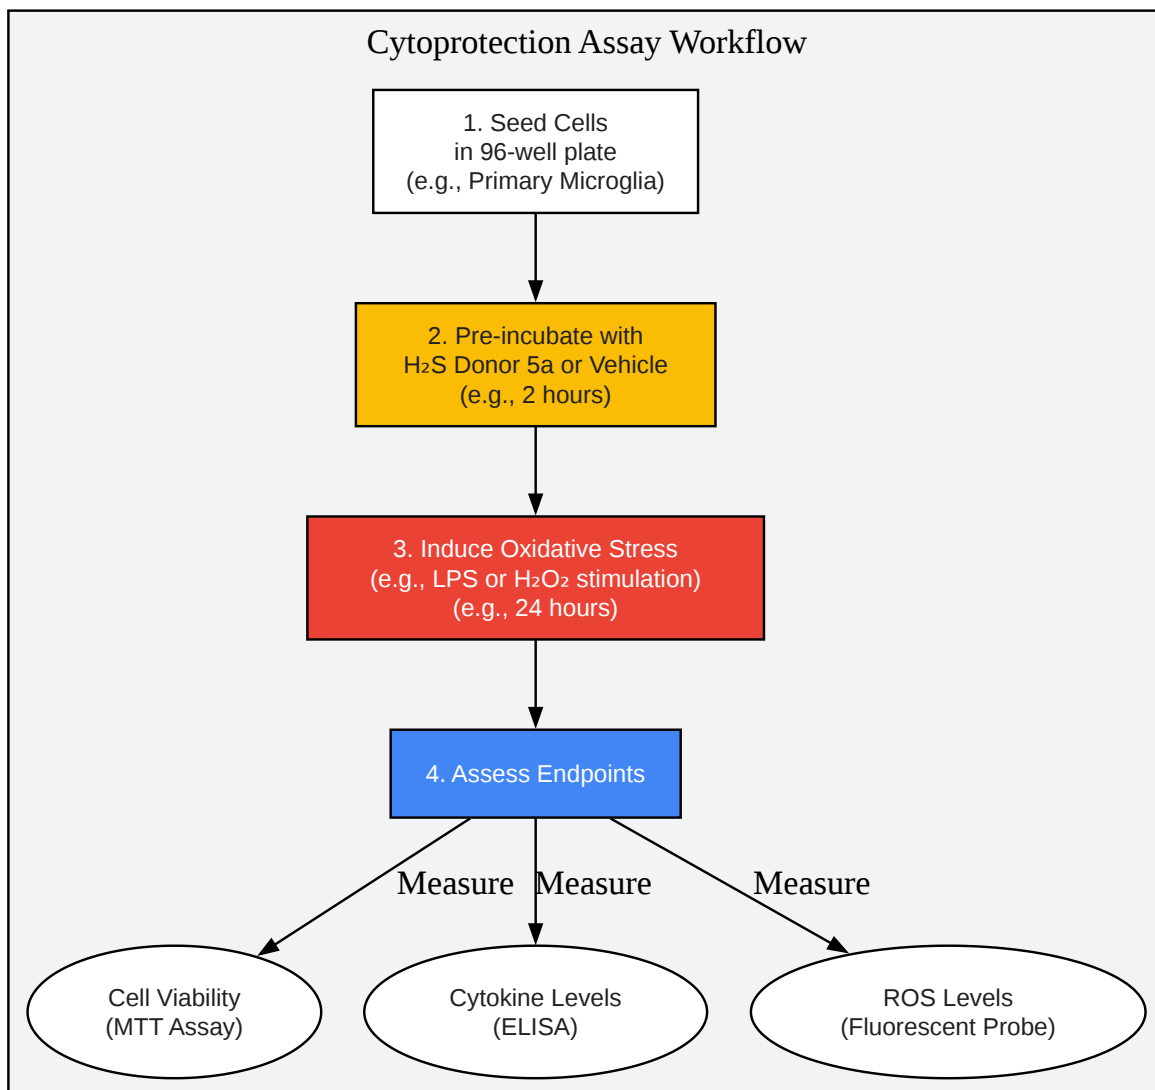 Cytoprotection Assay Workflow
1. Seed Cells
in 96-well plate
(e.g., Primary Microglia)
2. Pre-incubate with
H₂S Donor 5a or Vehicle
(e.g., 2 hours)
3. Induce Oxidative Stress
(e.g., LPS or H₂O₂ stimulation)
(e.g., 24 hours)
4. Assess Endpoints
Measure
Measure
Measure
Cell Viability
(MTT Assay)
Cytokine Levels
(ELISA)
ROS Levels
(Fluorescent Probe)